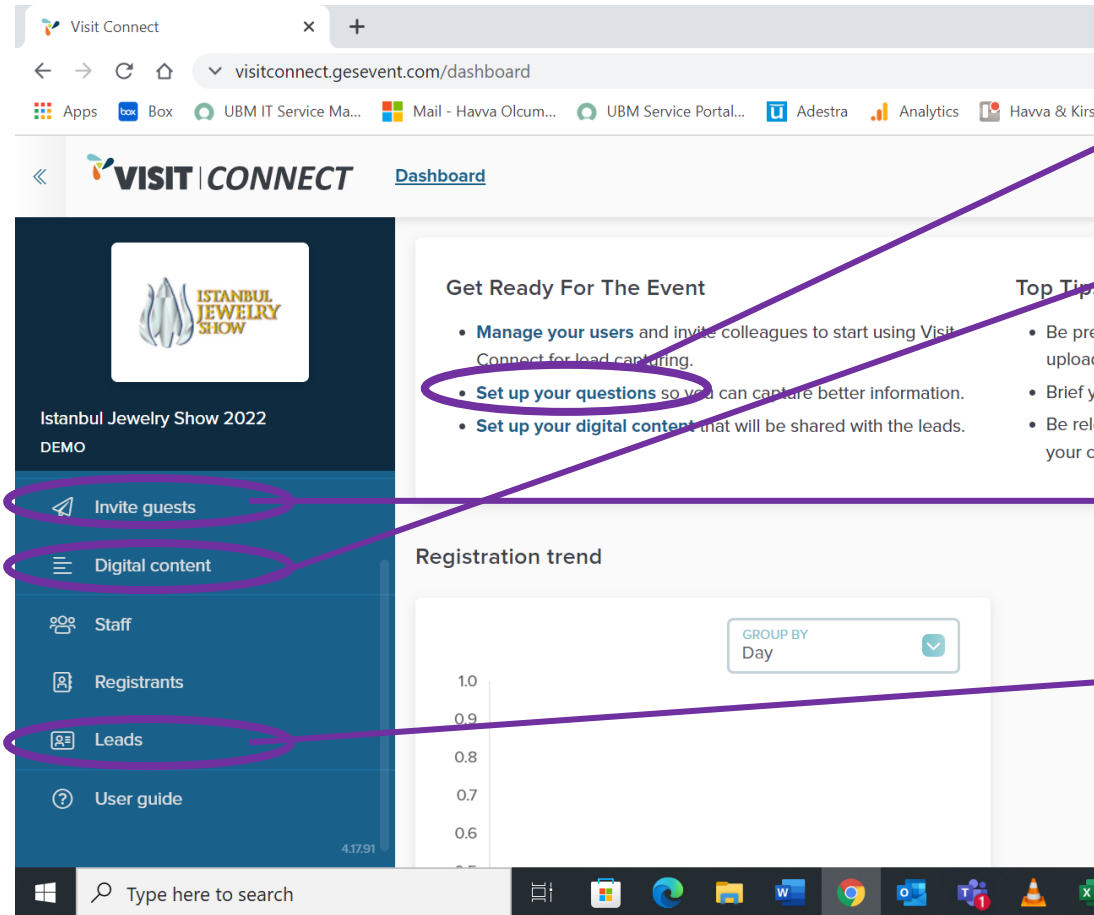 Visit Connect
visitconnect.gesevent.com/dashboard
Apps box Box UBM IT Service Ma... Mail - Havva Olcum... UBM Service Portal... Adestra Analytics Havva & Kirs
VISIT CONNECT Dashboard
ISTANBUL
JEWELRY
SHOW
Istanbul Jewelry Show 2022
DEMO
Invite guests
Digital content
Staff
Registrants
Leads
User guide
4.17.91
Get Ready For The Event
• Manage your users and invite colleagues to start using Visit
Connect for lead capturing.
• Set up your questions so you can capture better information.
• Set up your digital content that will be shared with the leads.
Top Tips
• Be pre
upload
• Brief y
• Be rel
your c
Registration trend
GROUP BY
Day
1.0
0.9
0.8
0.7
0.6
Type here to search
1